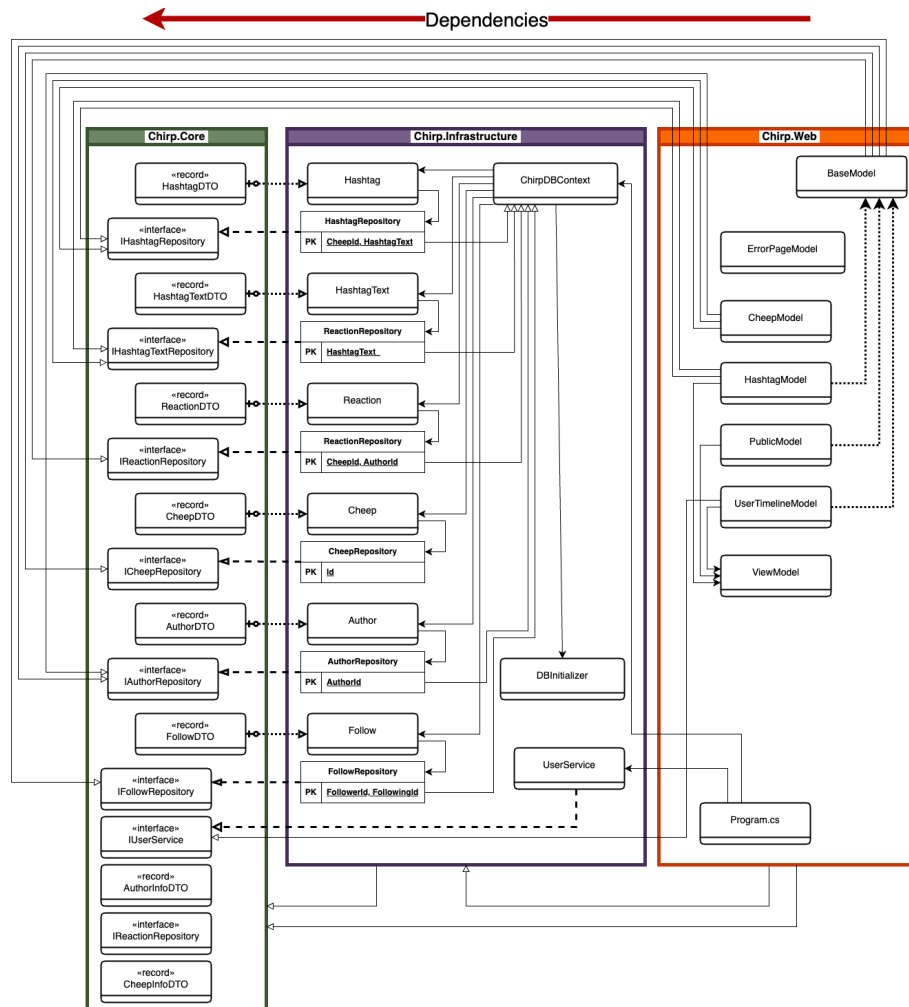 Dependencies
Chirp.Core
«record»
HashtagDTO
«interface»
IHashtagRepository
«record»
HashtagTextDTO
«interface»
IHashtagTextRepository
«record»
ReactionDTO
«interface»
IReactionRepository
«record»
CheepDTO
«interface»
ICheepRepository
«record»
AuthorDTO
«interface»
IAuthorRepository
«record»
FollowDTO
«interface»
IFollowRepository
«interface»
IUserService
«record»
AuthorInfoDTO
«interface»
IReactionRepository
«record»
CheepInfoDTO
Chirp.Infrastructure
Hashtag
HashtagRepository
PK CheepId, HashtagText
HashtagText
ReactionRepository
PK HashtagText
Reaction
ReactionRepository
PK CheepId, AuthorId
Cheep
CheepRepository
PK Id
Author
AuthorRepository
PK AuthorId
Follow
FollowRepository
PK FollowerId, FollowingId
ChirpDBContext
DBInitializer
UserService
Chirp.Web
BaseModel
ErrorPageModel
CheepModel
HashtagModel
PublicModel
UserTimelineModel
ViewModel
Program.cs